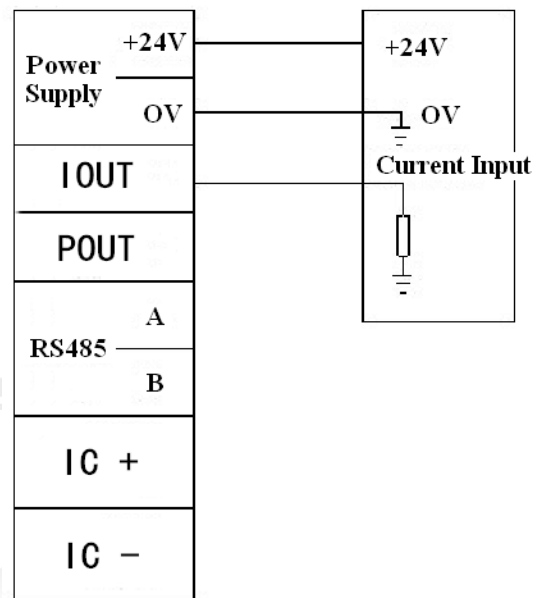 +24V
Power
Supply
OV
IOUT
POUT
A
RS485
B
IC +
IC -
+24V
OV
Current Input